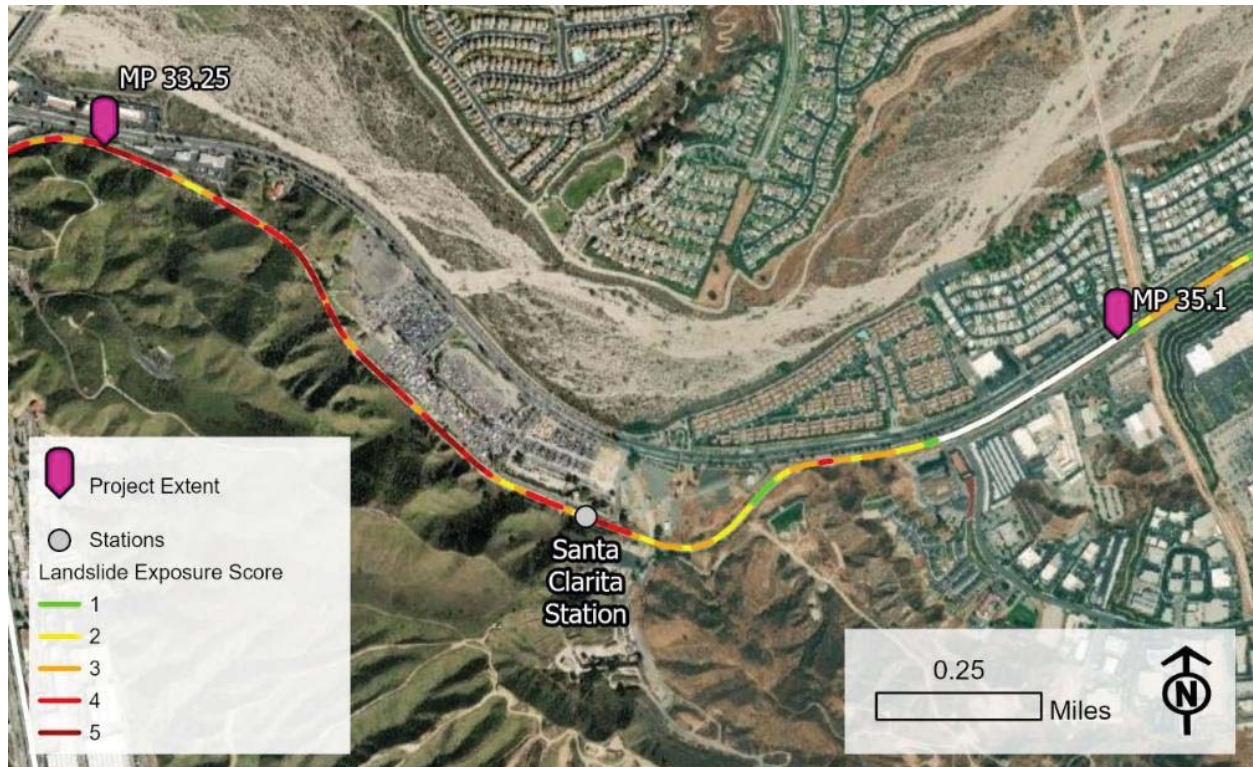 MP 33.25
MP 35.1
Santa
Clarita
Station
Project Extent
Stations
Landslide Exposure Score
1
2
3
4
5
0.25
Miles
N